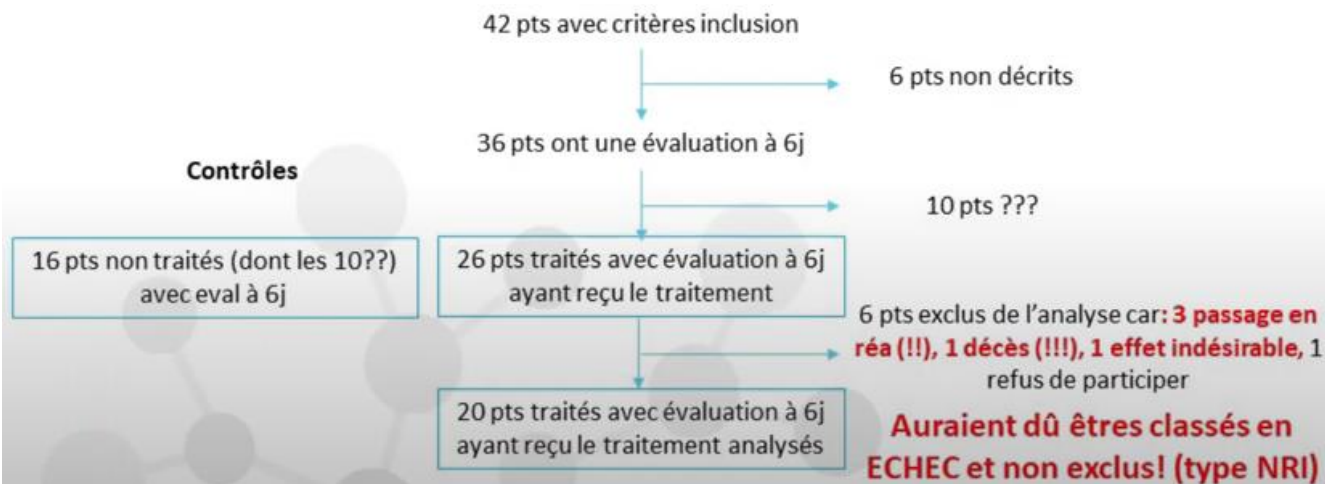 42 pts avec critères inclusion
6 pts non décrits
36 pts ont une évaluation à 6j
Contrôles
10 pts ???
16 pts non traités (dont les 10??)
avec eval à 6j
26 pts traités avec évaluation à 6j
ayant reçu le traitement
6 pts exclus de l'analyse car: 3 passage en
réa (!!), 1 décès (!!!), 1 effet indésirable, 1
refus de participer
20 pts traités avec évaluation à 6j
ayant reçu le traitement analysés
Auraient dû êtres classés en
ECHEC et non exclus! (type NRI)